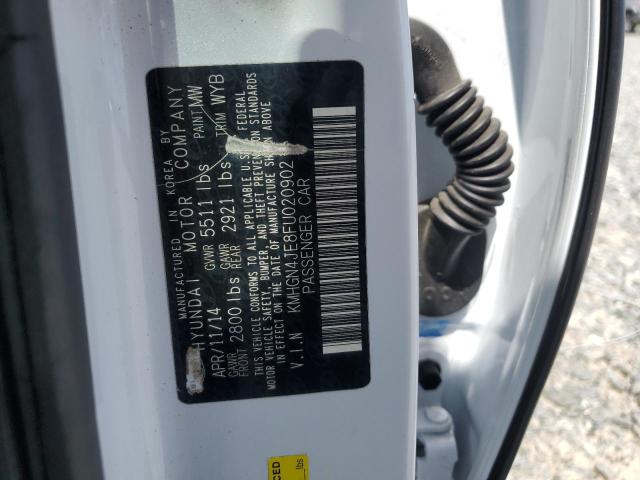 MANUFACTURED IN KOREA BY
HYUNDAI MOTOR COMPANY
APR/11/14 GVWR 5511 lbs PAINT MW
GAWR FRONT 2800 lbs GAWR REAR 2921 lbs TRIM WYB
THIS VEHICLE CONFORMS TO ALL APPLICABLE U.S. FEDERAL
MOTOR VEHICLE SAFETY, BUMPER, AND THEFT PREVENTION STANDARDS
IN EFFECT ON THE DATE OF MANUFACTURE SHOWN ABOVE
V.I.N KMHGN4JE8FU020902
PASSENGER CAR
CED
lbs